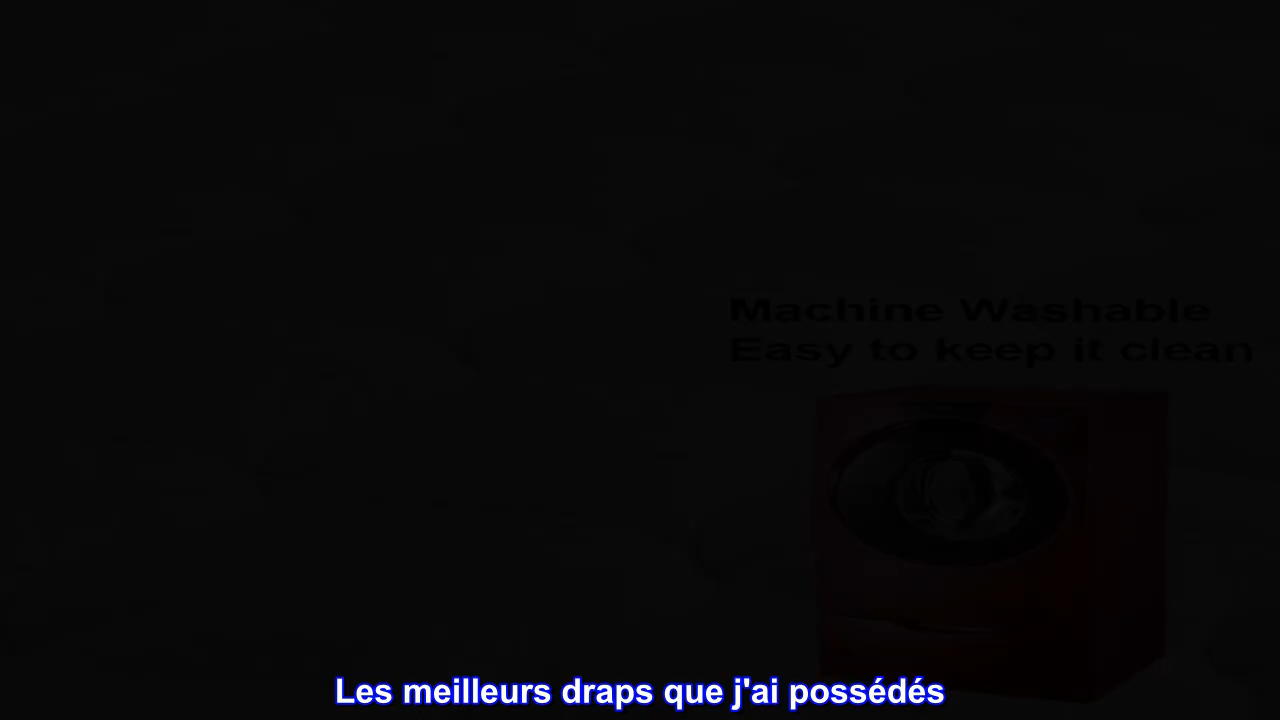 Machine Washable
Easy to keep it clean
Les meilleurs draps que j'ai possédés